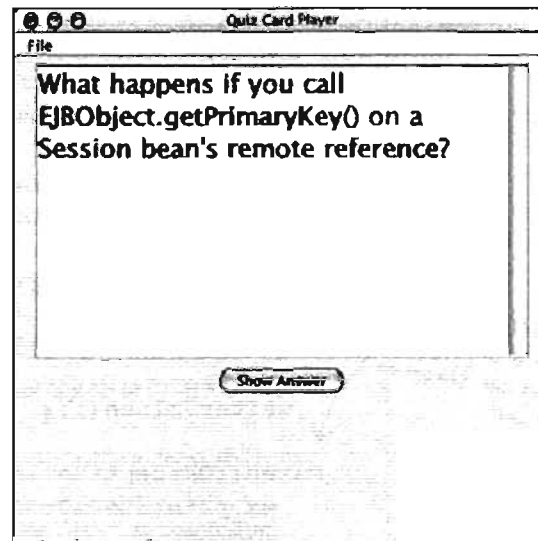 Quiz Card Player
File
What happens if you call
EJBObject.getPrimaryKey() on a
Session bean's remote reference?
Show Answer